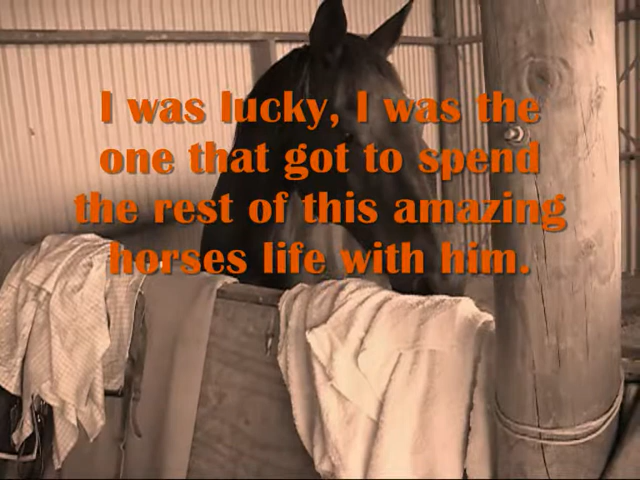 I was lucky, I was the
one that got to spend
the rest of this amazing
horses life with him.